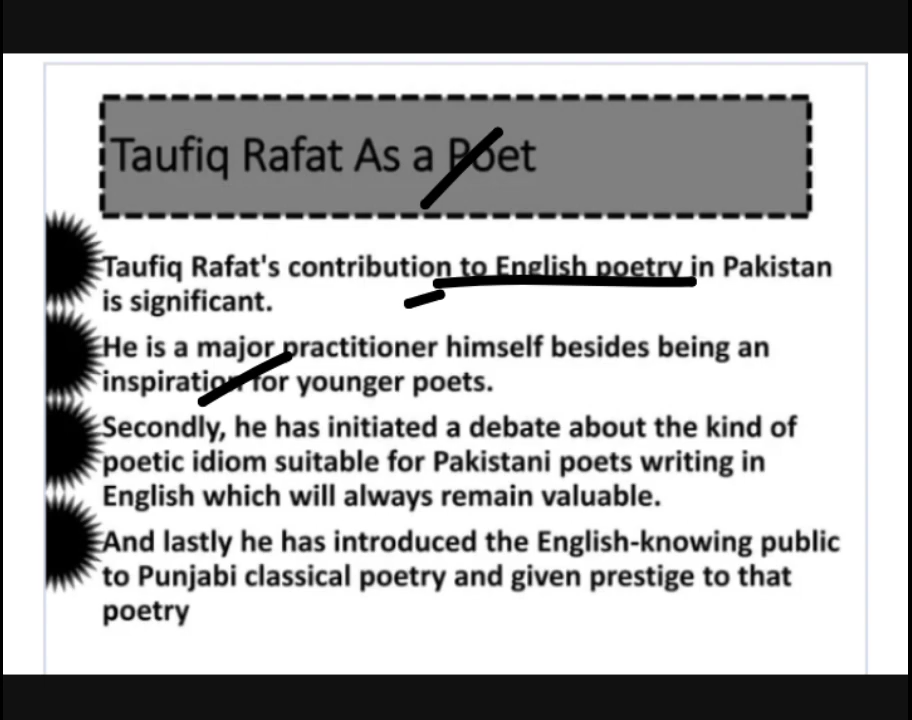 Taufiq Rafat As a Poet
Taufiq Rafat's contribution to English poetry in Pakistan
is significant.
He is a major practitioner himself besides being an
inspiration for younger poets.
Secondly, he has initiated a debate about the kind of
poetic idiom suitable for Pakistani poets writing in
English which will always remain valuable.
And lastly he has introduced the English-knowing public
to Punjabi classical poetry and given prestige to that
poetry